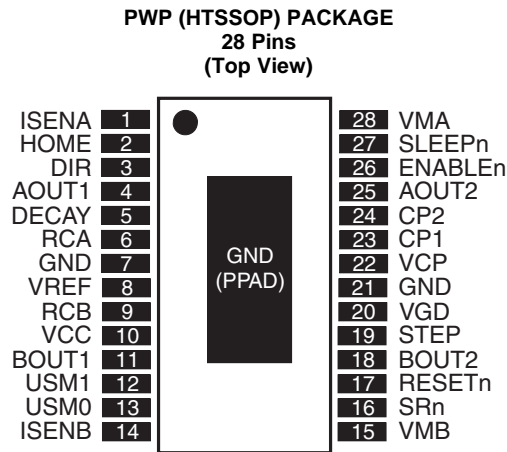 PWP (HTSSOP) PACKAGE
28 Pins
(Top View)
ISENA 1 28 VMA
HOME 2 27 SLEEPn
DIR 3 26 ENABLEn
AOUT1 4 25 AOUT2
DECAY 5 24 CP2
RCA 6 23 CP1
GND 7 22 VCP
VREF 8 21 GND
RCB 9 20 VGD
VCC 10 19 STEP
BOUT1 11 18 BOUT2
USM1 12 17 RESETn
USM0 13 16 SRn
ISENB 14 15 VMB
GND
(PPAD)